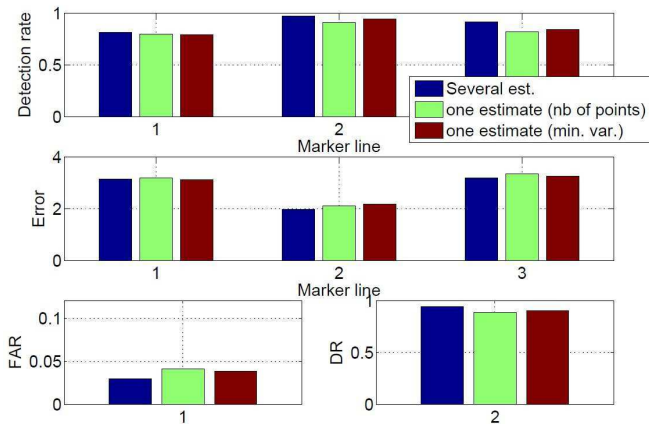 Detection rate
1
0.5
0
1
2
Marker line
Several est.
one estimate (nb of points)
one estimate (min. var.)
Error
4
2
0
1
2
3
Marker line
FAR
0.1
0.05
0
1
DR
1
0.5
0
2